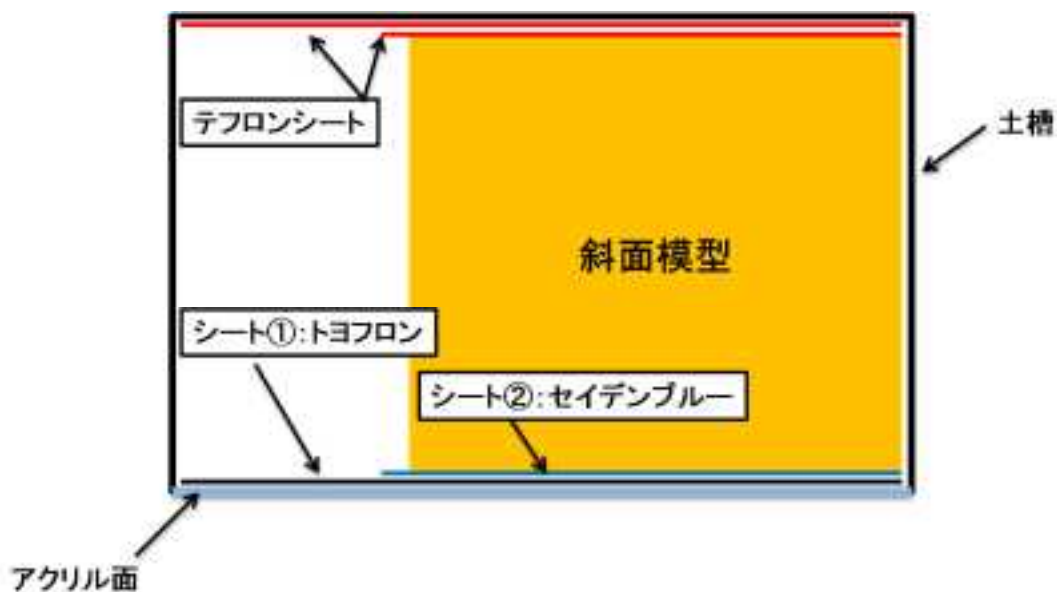 テフロンシート
土槽
斜面模型
シート①:トヨフロン
シート②:セイデンブルー
アクリル面